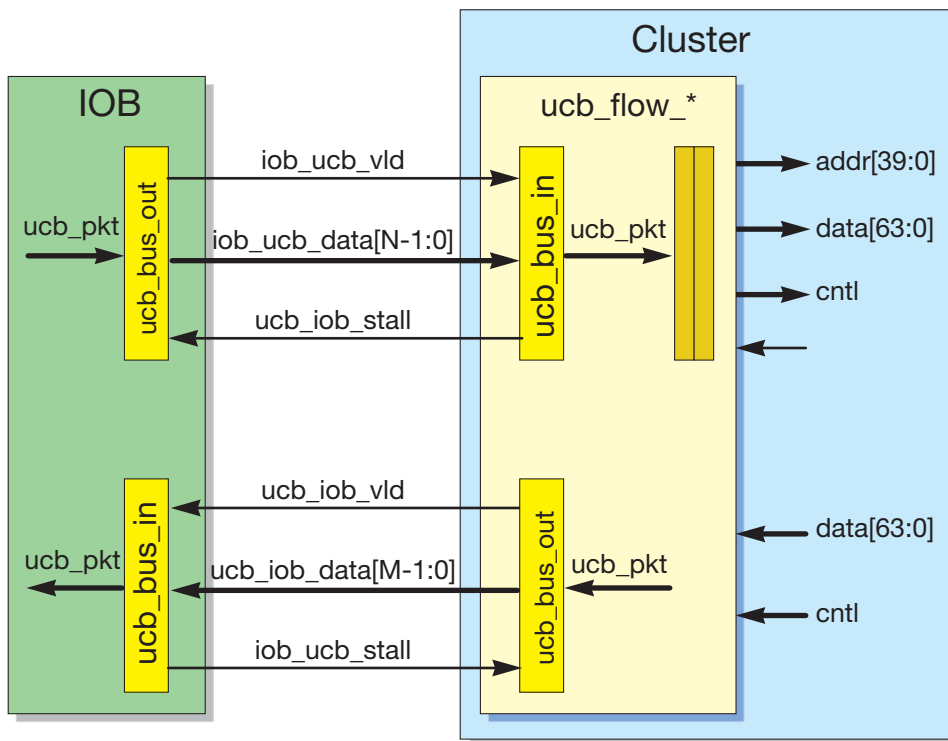 Cluster
IOB
ucb_flow_*
iob_ucb_vld
addr[39:0]
ucb_pkt
ucb_bus_out
iob_ucb_data[N-1:0]
ucb_bus_in
ucb_pkt
data[63:0]
cntl
ucb_iob_stall
ucb_iob_vld
data[63:0]
ucb_pkt
ucb_bus_in
ucb_iob_data[M-1:0]
ucb_bus_out
ucb_pkt
cntl
iob_ucb_stall